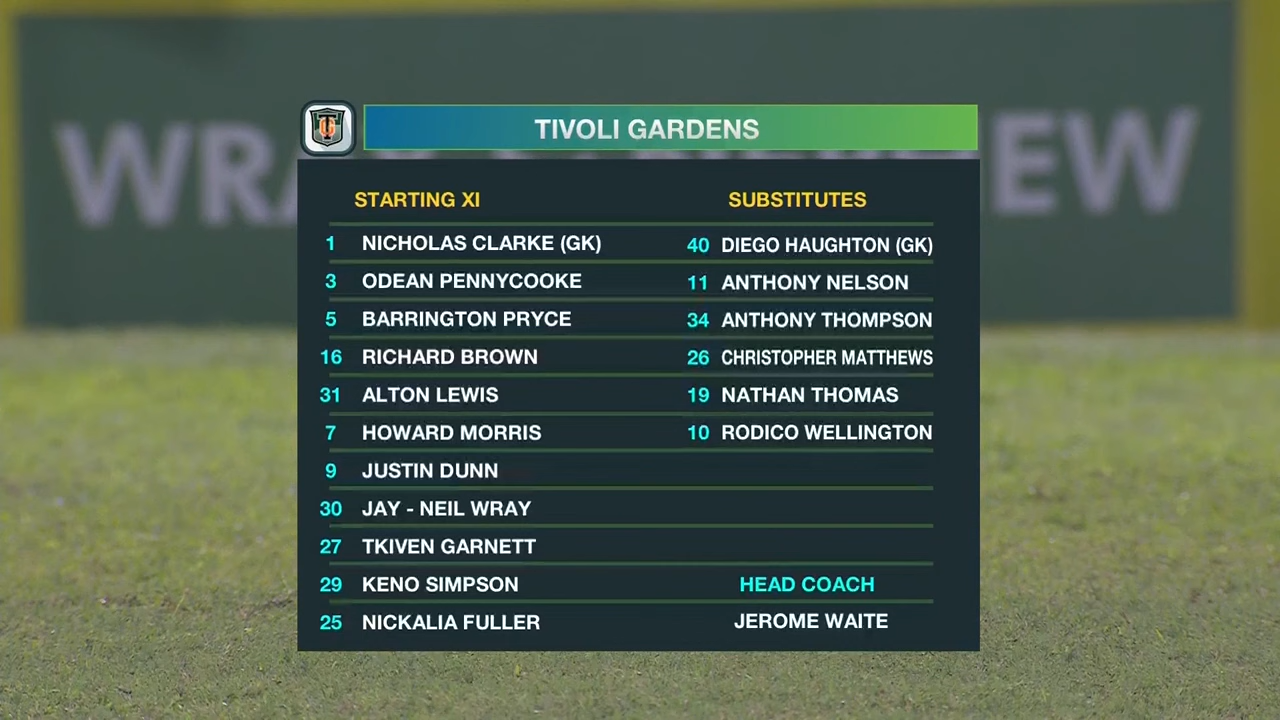 TIVOLI GARDENS
STARTING XI
1 NICHOLAS CLARKE (GK)
3 ODEAN PENNYCOOKE
5 BARRINGTON PRYCE
16 RICHARD BROWN
31 ALTON LEWIS
7 HOWARD MORRIS
9 JUSTIN DUNN
30 JAY - NEIL WRAY
27 TKIVEN GARNETT
29 KENO SIMPSON
25 NICKALIA FULLER
SUBSTITUTES
40 DIEGO HAUGHTON (GK)
11 ANTHONY NELSON
34 ANTHONY THOMPSON
26 CHRISTOPHER MATTHEWS
19 NATHAN THOMAS
10 RODICO WELLINGTON
HEAD COACH
JEROME WAITE